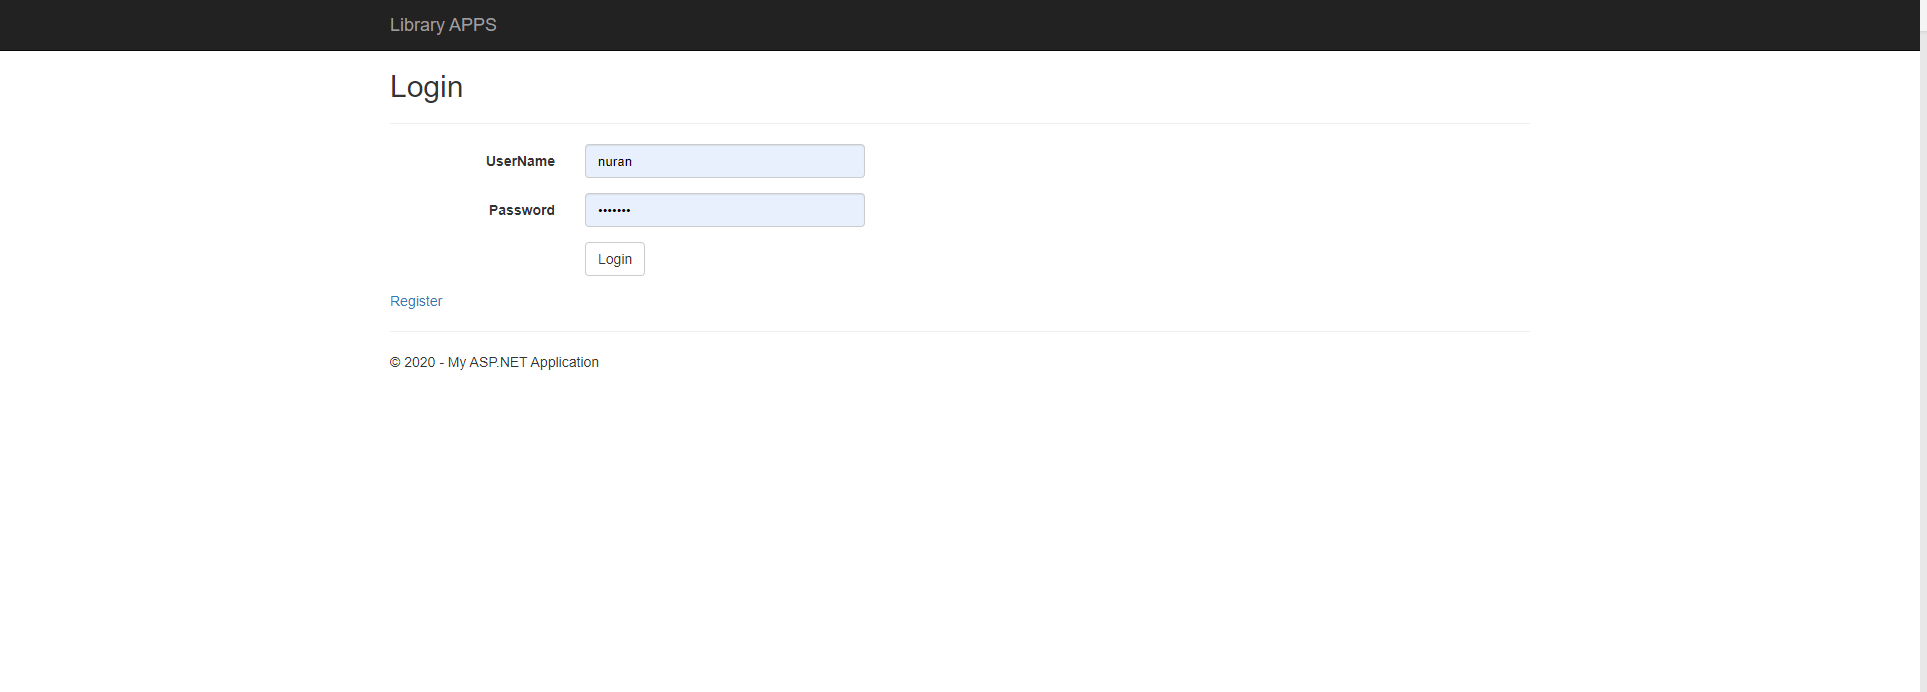 Library APPS
Login
UserName nuran
Password •••••••
Login
Register
© 2020 - My ASP.NET Application